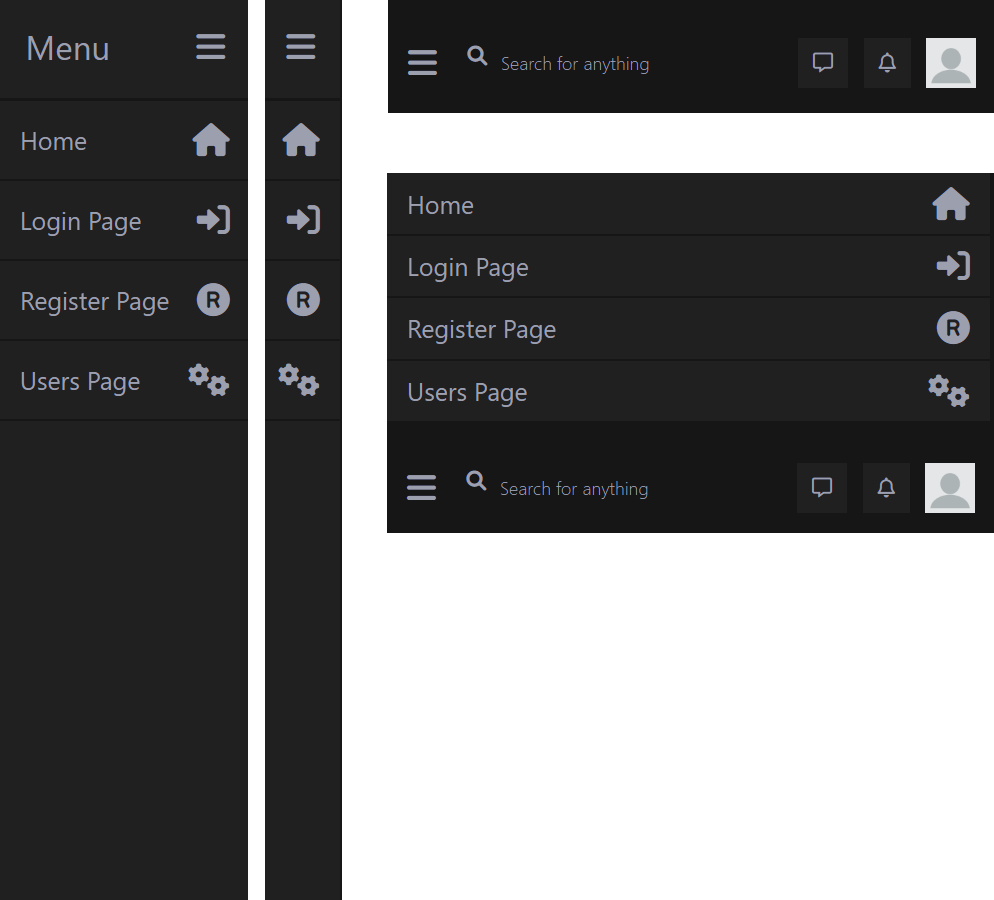 Menu
Home
Login Page
R
Register Page
Users Page
R
Search for anything
Home
Login Page
Register Page
R
Users Page
Search for anything